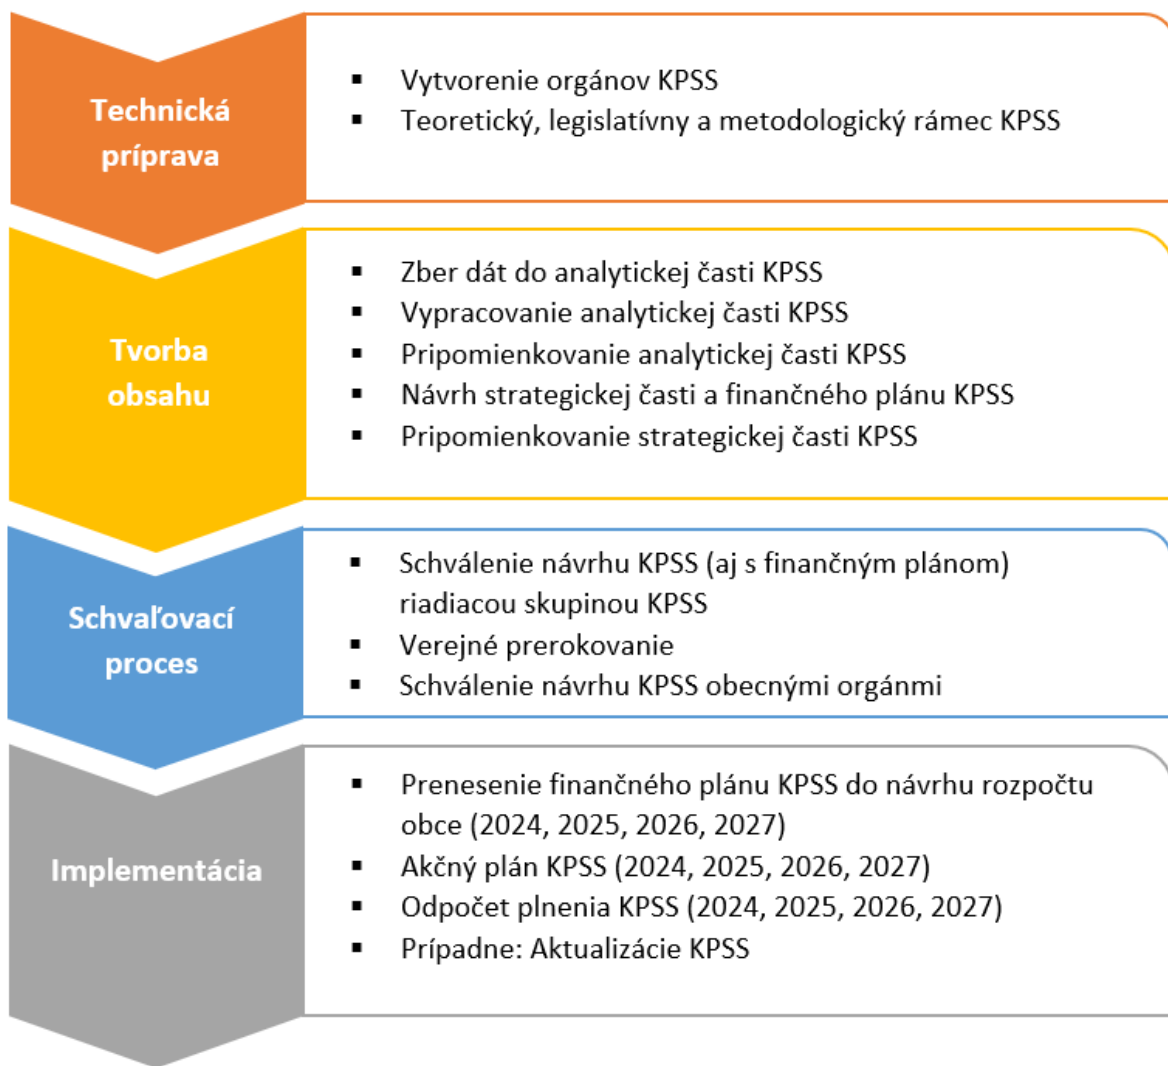 Technická
príprava
▪ Vytvorenie orgánov KPSS
▪ Teoretický, legislatívny a metodologický rámec KPSS
Tvorba
obsahu
▪ Zber dát do analytickej časti KPSS
▪ Vypracovanie analytickej časti KPSS
▪ Pripomienkovanie analytickej časti KPSS
▪ Návrh strategickej časti a finančného plánu KPSS
▪ Pripomienkovanie strategickej časti KPSS
Schvaľovací
proces
▪ Schválenie návrhu KPSS (aj s finančným plánom)
riadiacou skupinou KPSS
▪ Verejné prerokovanie
▪ Schválenie návrhu KPSS obecnými orgánmi
Implementácia
▪ Prenesenie finančného plánu KPSS do návrhu rozpočtu
obce (2024, 2025, 2026, 2027)
▪ Akčný plán KPSS (2024, 2025, 2026, 2027)
▪ Odpočet plnenia KPSS (2024, 2025, 2026, 2027)
▪ Prípadne: Aktualizácie KPSS